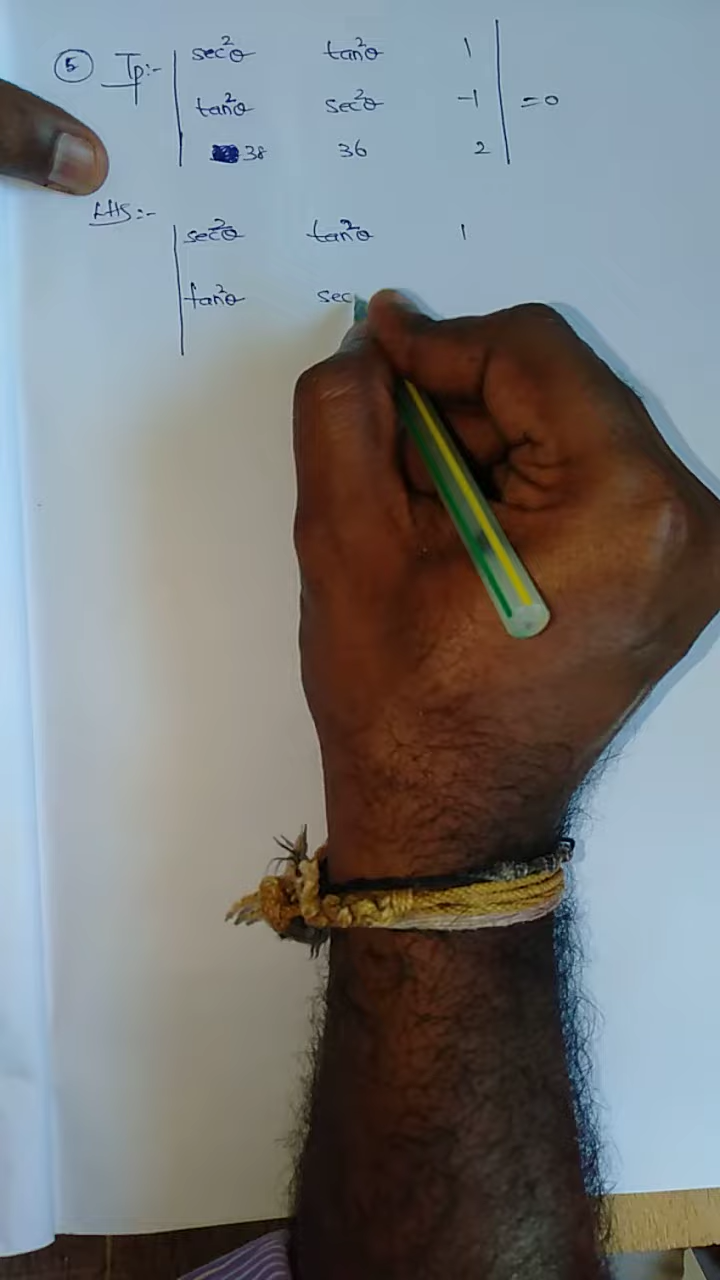 5 Tp:- | sec²θ tan²θ 1 |
| tan²θ sec²θ -1 | =0
| 38 36 2 |
LHS:-
| sec²θ tan²θ 1
| tan²θ sec